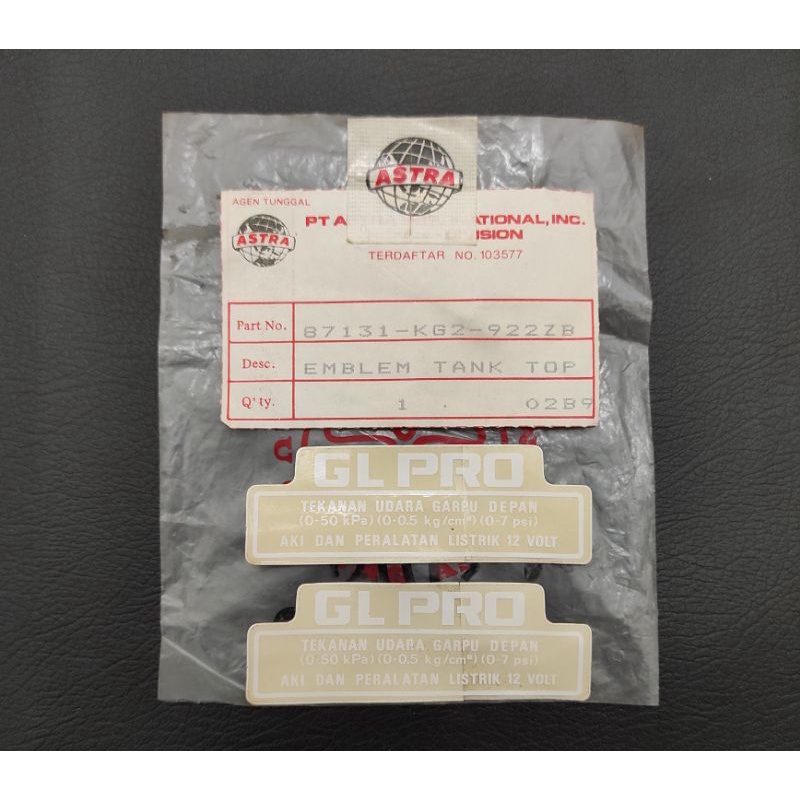 ASTRA
AGEN TUNGGAL
ASTRA
PT A ATIONAL, INC.
ISION
TERDAFTAR NO. 103577
Part No. 87131-KG2-922ZB
Desc. EMBLEM TANK TOP
Q'ty. 1 . 02B9
GL PRO
TEKANAN UDARA GARPU DEPAN
(0-50 kPa) (0-0.5 kg/cm²) (0-7 psi)
AKI DAN PERALATAN LISTRIK 12 VOLT
GL PRO
TEKANAN UDARA GARPU DEPAN
(0-50 kPa) (0-0.5 kg/cm²) (0-7 psi)
AKI DAN PERALATAN LISTRIK 12 VOLT